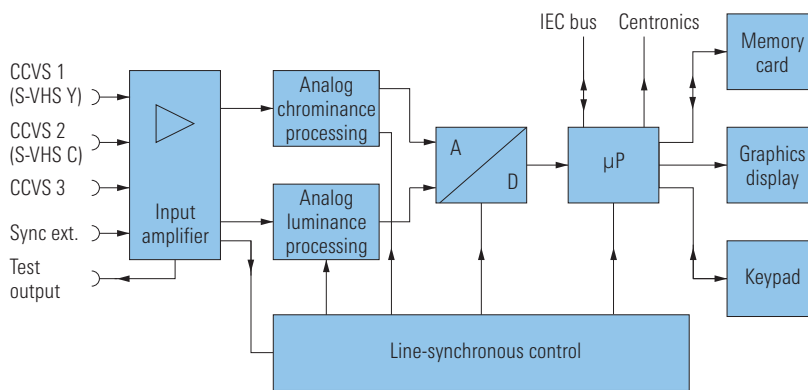 IEC bus
Centronics
CCVS 1
(S-VHS Y)
CCVS 2
(S-VHS C)
CCVS 3
Sync ext.
Test
output
Input
amplifier
Analog
chrominance
processing
Analog
luminance
processing
A
D
µP
Memory
card
Graphics
display
Keypad
Line-synchronous control